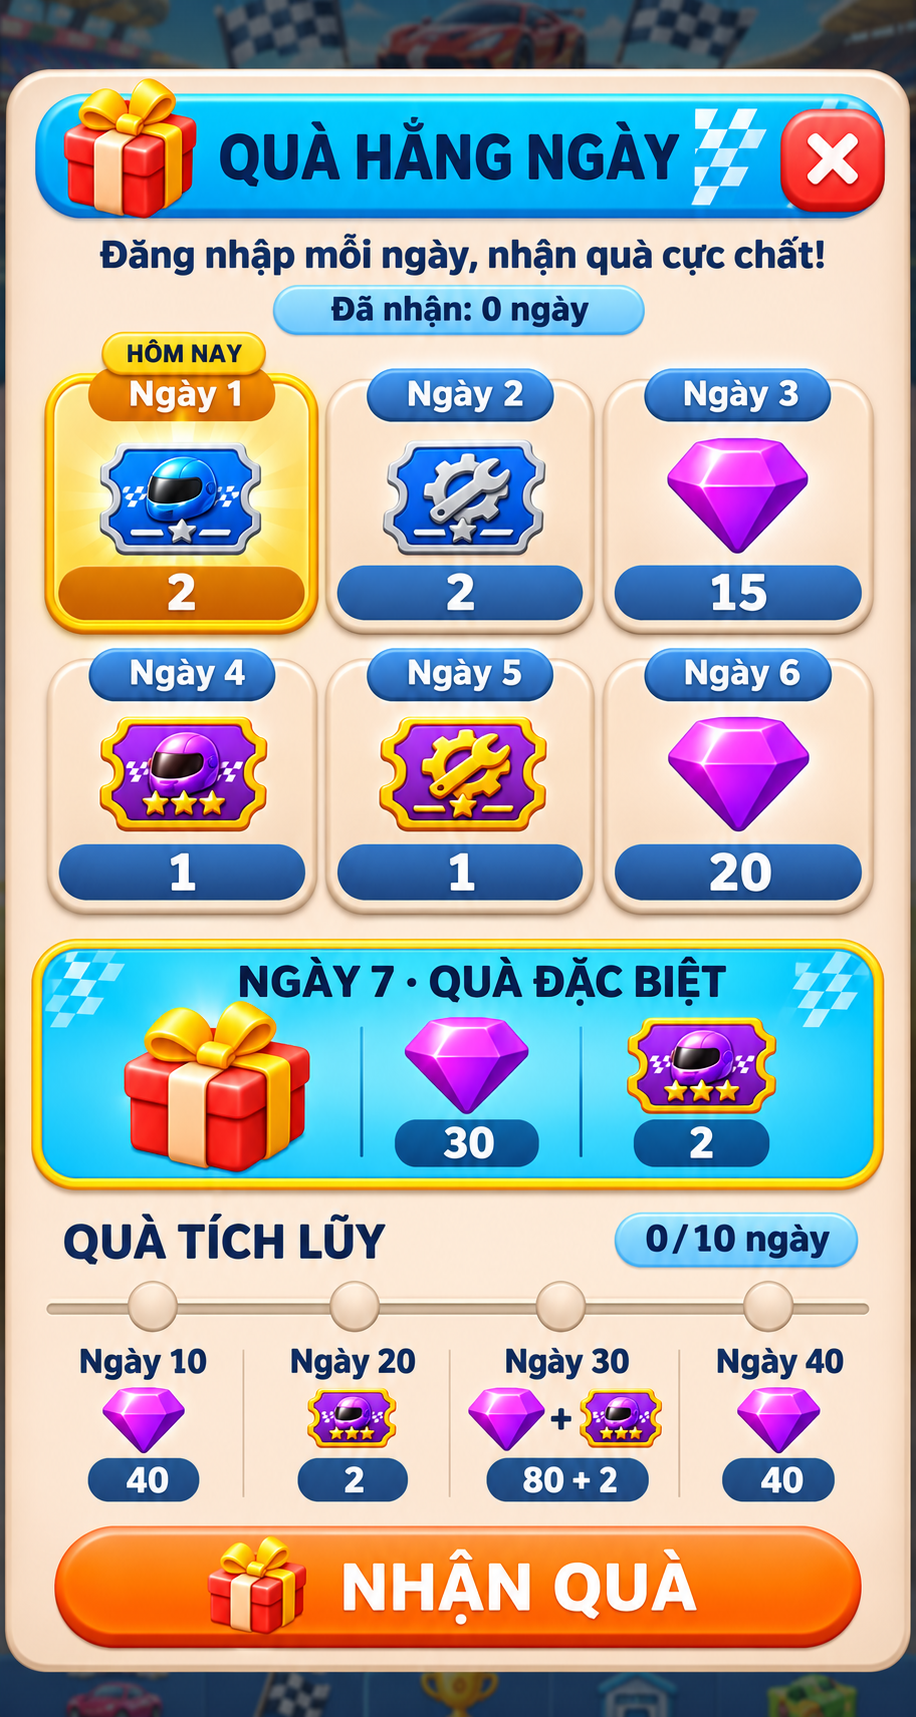 QUÀ HẰNG NGÀY
Đăng nhập mỗi ngày, nhận quà cực chất!
Đã nhận: 0 ngày
HÔM NAY
Ngày 1
Ngày 2
Ngày 3
2
2
15
Ngày 4
Ngày 5
Ngày 6
1
1
20
NGÀY 7 · QUÀ ĐẶC BIỆT
30
2
QUÀ TÍCH LŨY
0/10 ngày
Ngày 10
Ngày 20
Ngày 30
Ngày 40
+
40
2
80 + 2
40
NHẬN QUÀ